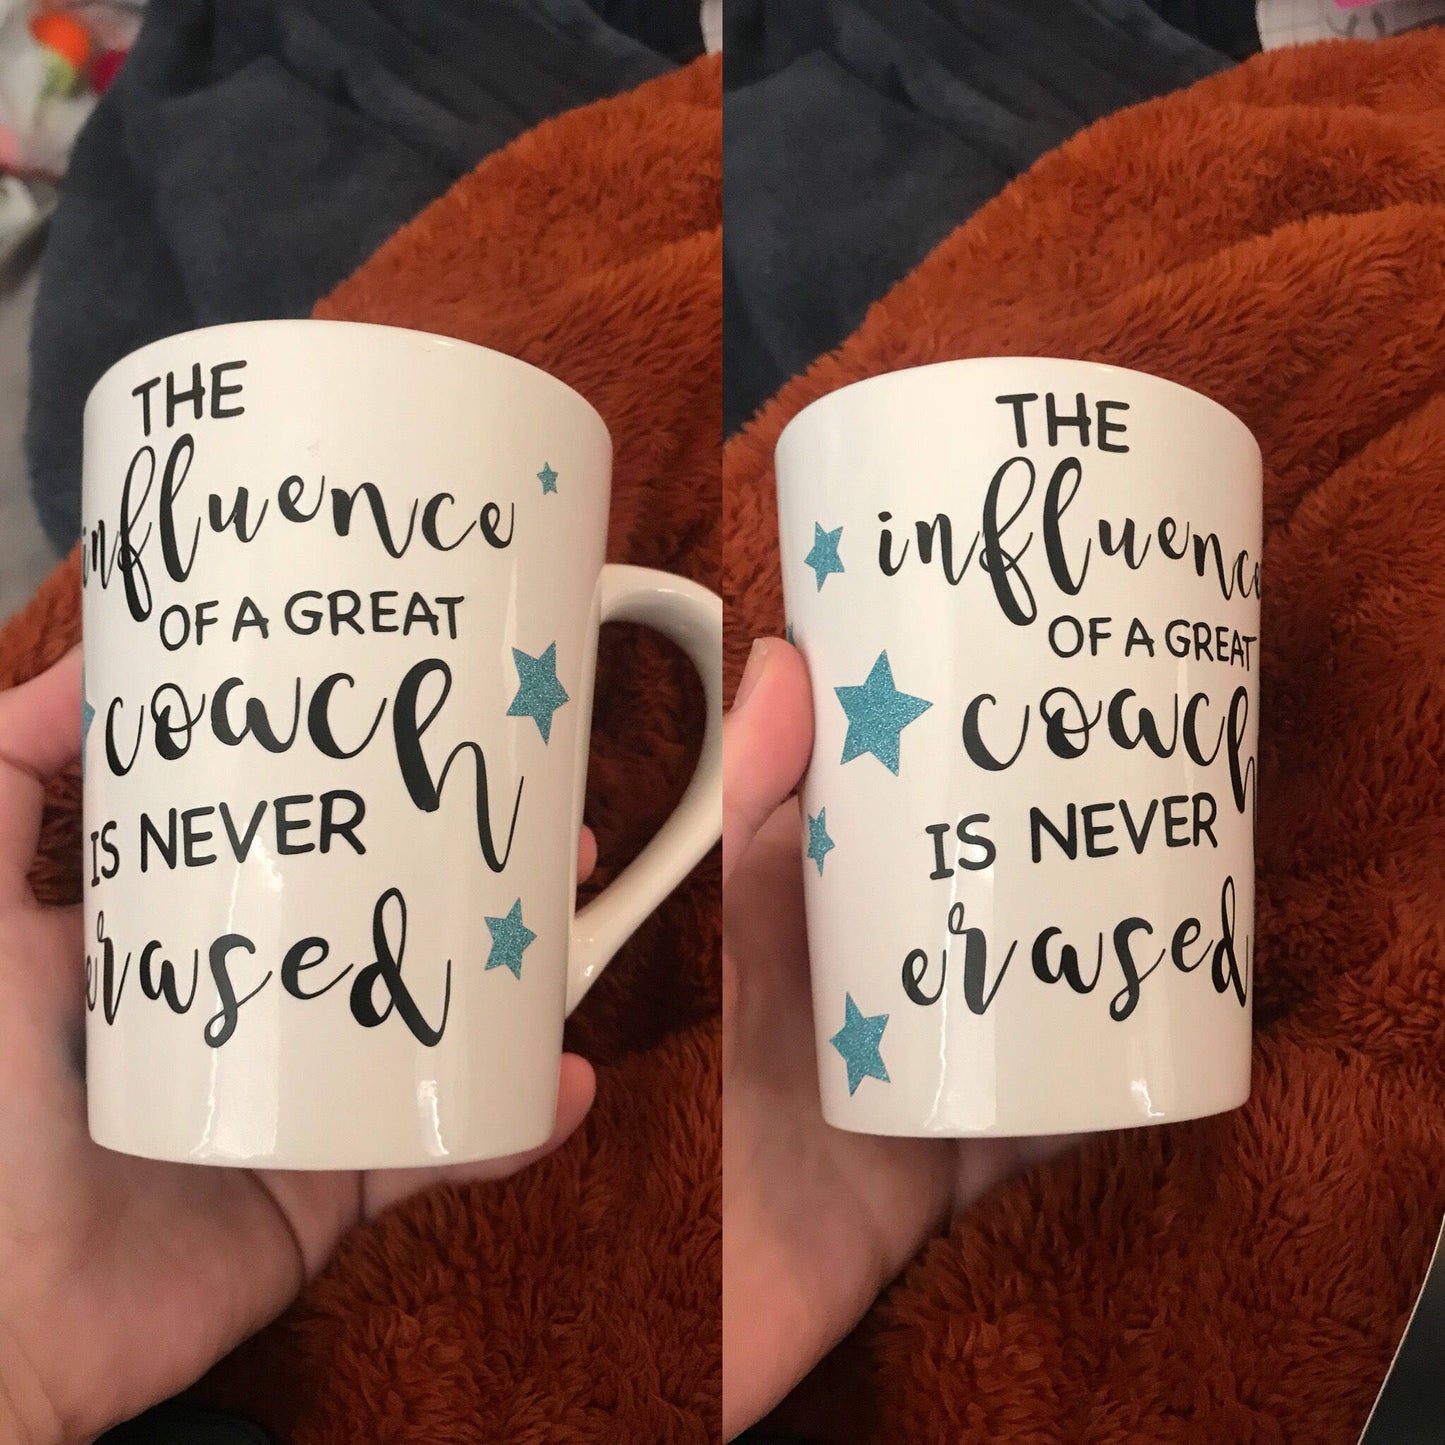 THE
influence
OF A GREAT
coach
IS NEVER
erased
THE
influence
OF A GREAT
coach
IS NEVER
erased